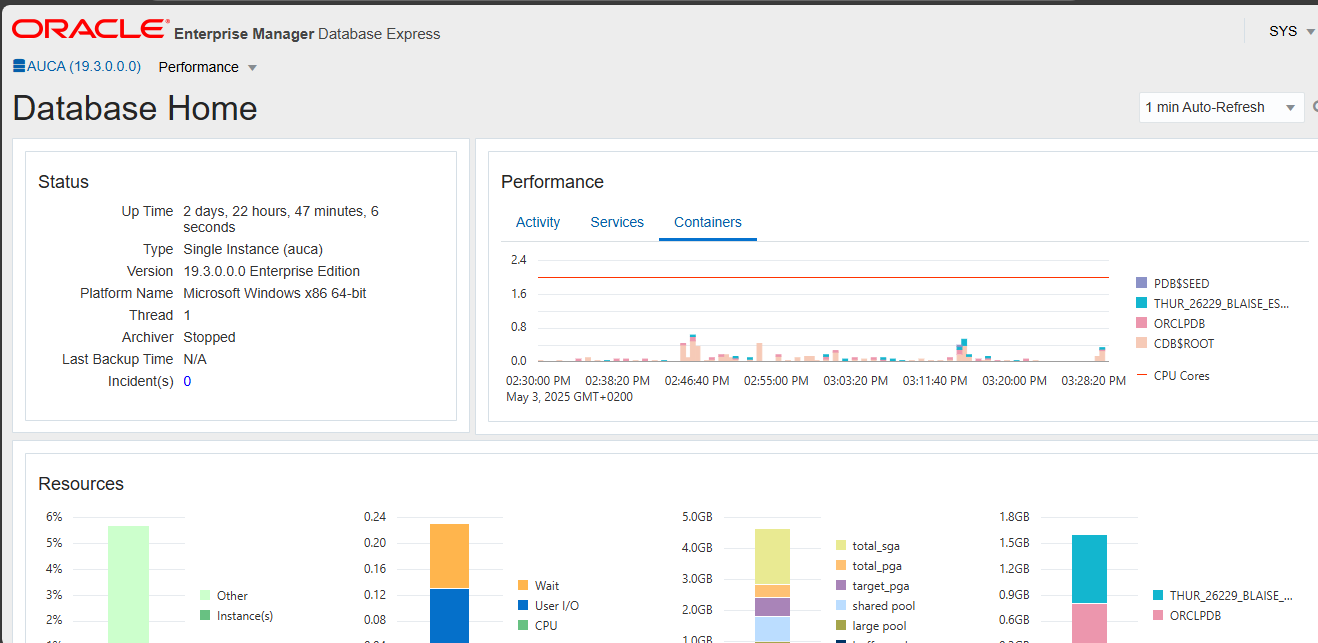 ORACLE® Enterprise Manager Database Express
SYS
AUCA (19.3.0.0.0) Performance
Database Home
1 min Auto-Refresh
Status
Up Time 2 days, 22 hours, 47 minutes, 6
seconds
Type Single Instance (auca)
Version 19.3.0.0.0 Enterprise Edition
Platform Name Microsoft Windows x86 64-bit
Thread 1
Archiver Stopped
Last Backup Time N/A
Incident(s) 0
Performance
Activity Services Containers
2.4
1.6
0.8
0.0
02:30:00 PM 02:38:20 PM 02:46:40 PM 02:55:00 PM 03:03:20 PM 03:11:40 PM 03:20:00 PM 03:28:20 PM
May 3, 2025 GMT+0200
PDB$SEED
THUR_26229_BLAISE_ES...
ORCLPDB
CDB$ROOT
CPU Cores
Resources
6%
5%
4%
3%
2%
Other
Instance(s)
0.24
0.20
0.16
0.12
0.08
Wait
User I/O
CPU
5.0GB
4.0GB
3.0GB
2.0GB
1.0GB
total_sga
total_pga
target_pga
shared pool
large pool
1.8GB
1.5GB
1.2GB
0.9GB
0.6GB
THUR_26229_BLAISE_...
ORCLPDB